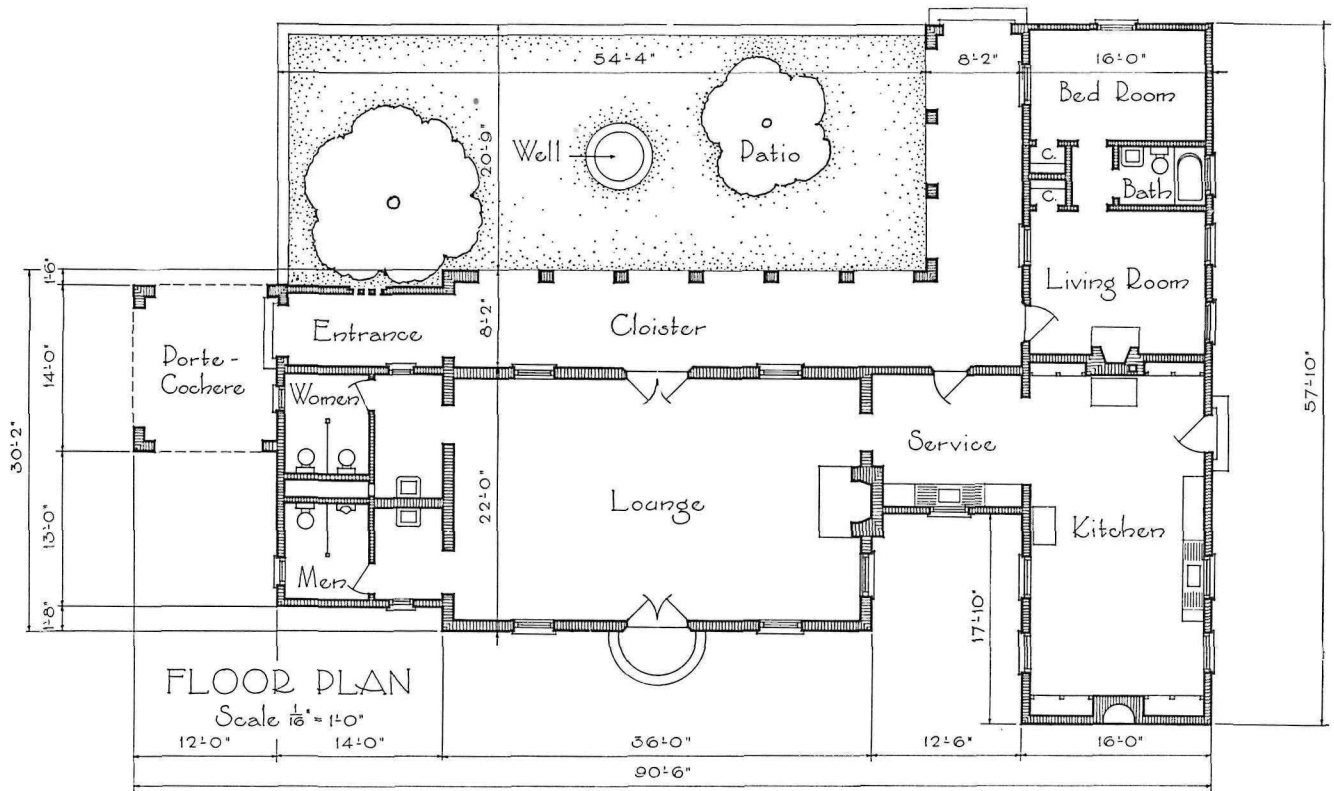 54'-4"
8'-2"
16'-0"
Bed Room
20'-9"
Well
Patio
C.
C.
Bath
1'-6"
Living Room
Entrance
8'-2"
Cloister
Porte-
Cochere
14'-0"
Women
30'-2"
57'-10"
Service
Lounge
22'-0"
13'-0"
Kitchen
Men
1'-8"
17'-10"
FLOOR PLAN
Scale 1/16" = 1'-0"
12'-0"
14'-0"
36'-0"
12'-6"
16'-0"
90'-6"